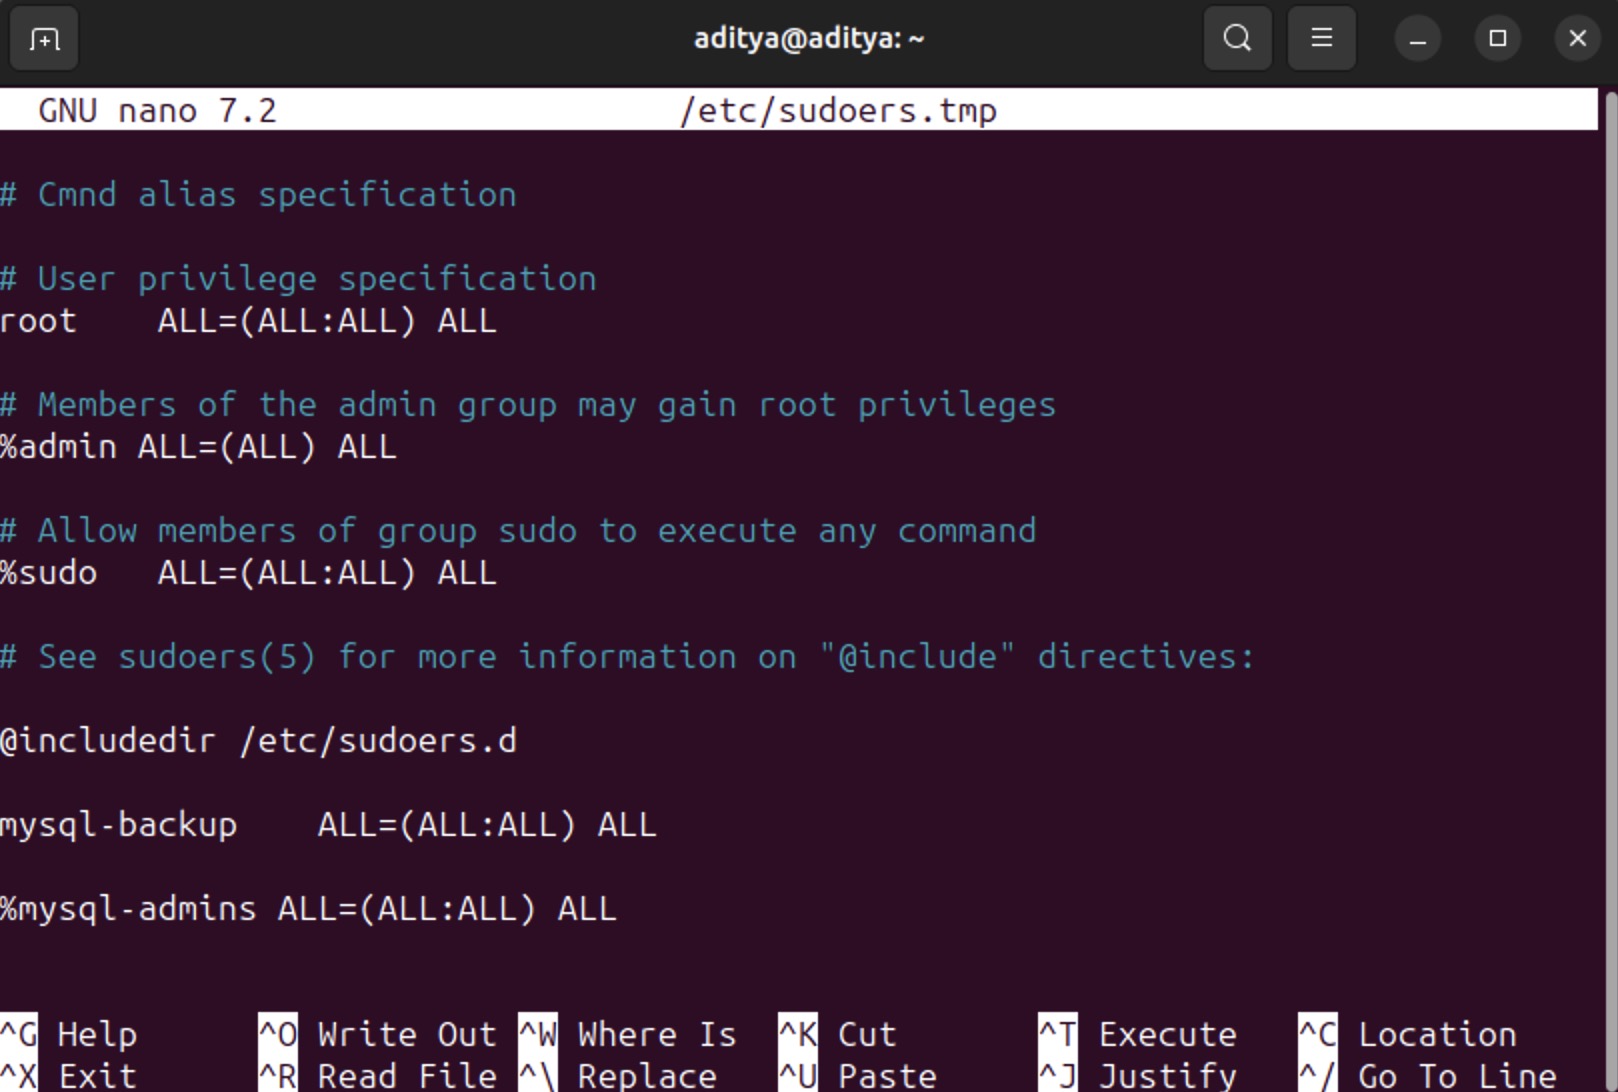 aditya@aditya: ~
GNU nano 7.2 /etc/sudoers.tmp
# Cmnd alias specification
# User privilege specification
root ALL=(ALL:ALL) ALL
# Members of the admin group may gain root privileges
%admin ALL=(ALL) ALL
# Allow members of group sudo to execute any command
%sudo ALL=(ALL:ALL) ALL
# See sudoers(5) for more information on "@include" directives:
@includedir /etc/sudoers.d
mysql-backup ALL=(ALL:ALL) ALL
%mysql-admins ALL=(ALL:ALL) ALL
^G Help ^O Write Out ^W Where Is ^K Cut ^T Execute ^C Location
^X Exit ^R Read File ^\ Replace ^U Paste ^J Justify ^/ Go To Line